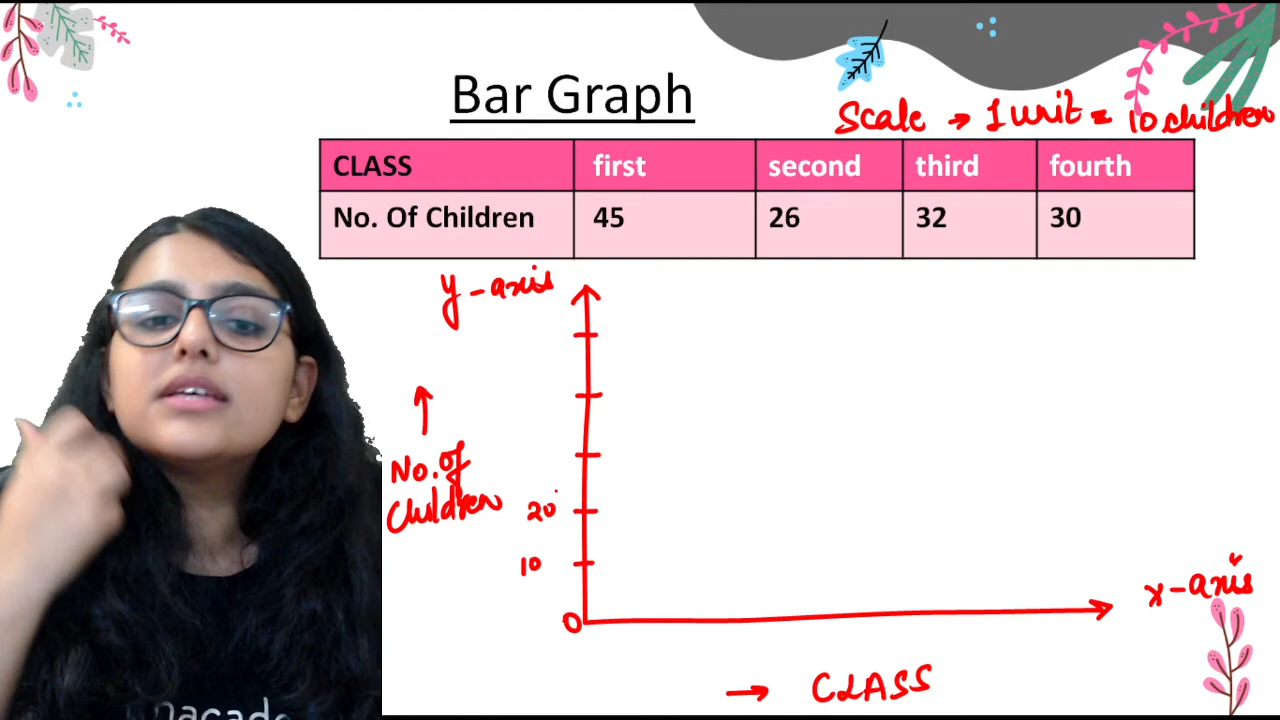 Bar Graph
Scale → 1 unit = 10 children
CLASS first second third fourth
No. Of Children 45 26 32 30
y-axis
No. of
Children
20
10
0
x-axis
→ CLASS